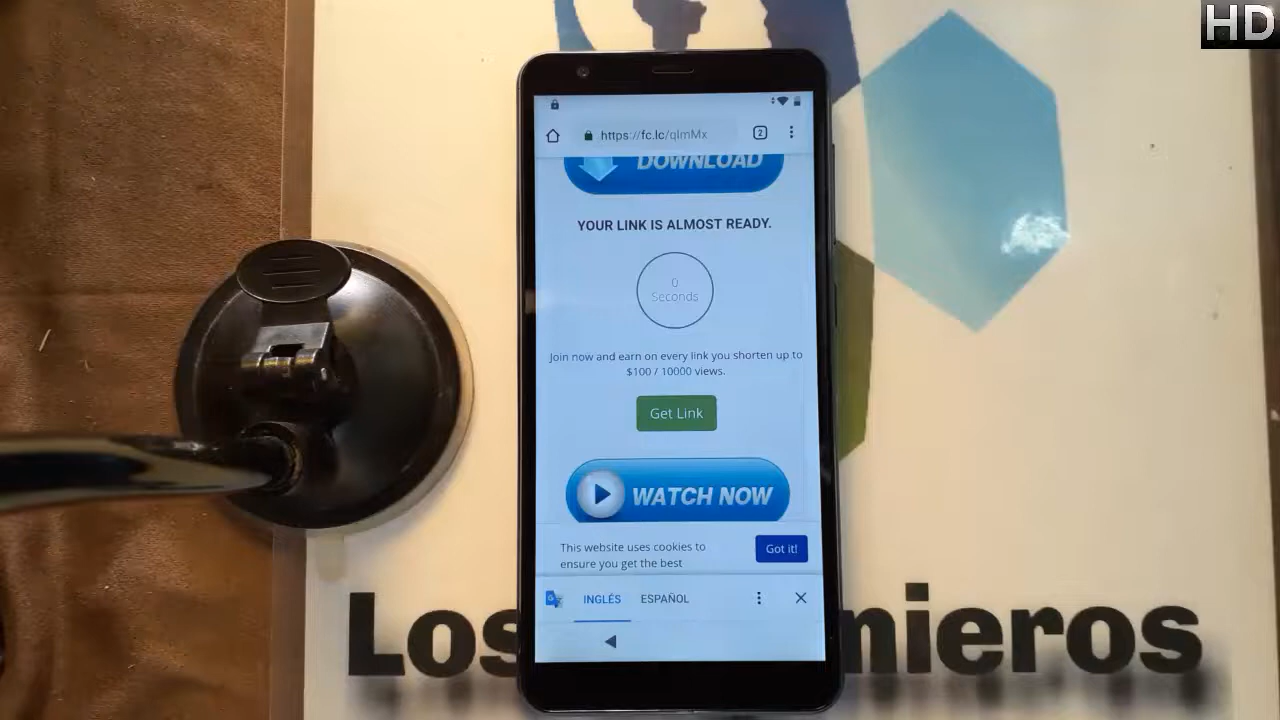 HD
https://fc.lc/qlmMx
2
DOWNLOAD
YOUR LINK IS ALMOST READY.
0
Seconds
Join now and earn on every link you shorten up to
$100 / 10000 views.
Get Link
WATCH NOW
This website uses cookies to
ensure you get the best
Got it!
INGLÉS ESPAÑOL
Los nieros